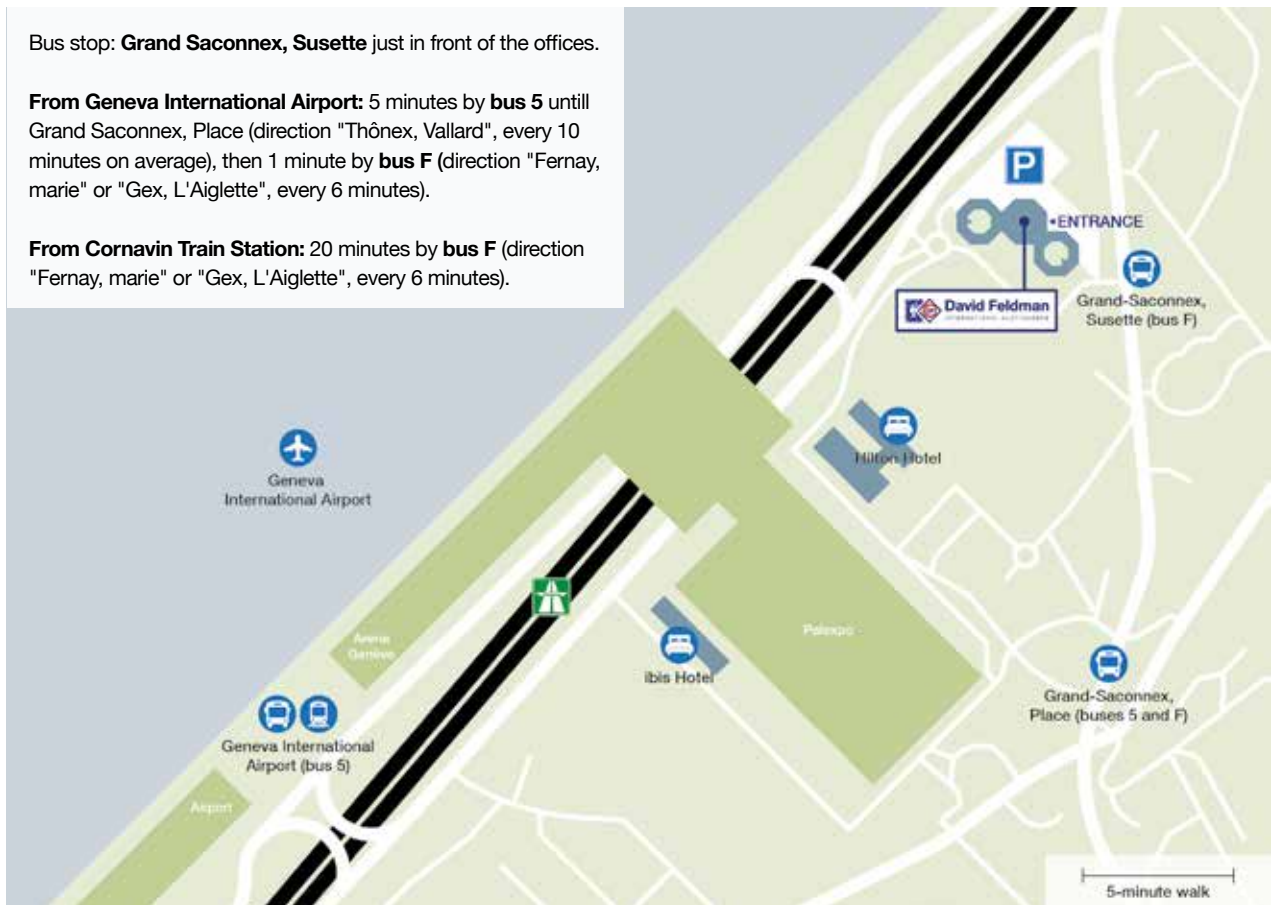 Bus stop: Grand Saconnex, Susette just in front of the offices.
From Geneva International Airport: 5 minutes by bus 5 untill
Grand Saconnex, Place (direction "Thônex, Vallard", every 10
minutes on average), then 1 minute by bus F (direction "Fernay,
marie" or "Gex, L'Aiglette", every 6 minutes).
From Cornavin Train Station: 20 minutes by bus F (direction
"Fernay, marie" or "Gex, L'Aiglette", every 6 minutes).
P
•ENTRANCE
David Feldman
INTERNATIONAL AUCTIONEERS
Grand-Saconnex,
Susette (bus F)
Hilton Hotel
Geneva
International Airport
Arena
Genève
Palexpo
ibis Hotel
Grand-Saconnex,
Place (buses 5 and F)
Geneva International
Airport (bus 5)
Airport
5-minute walk